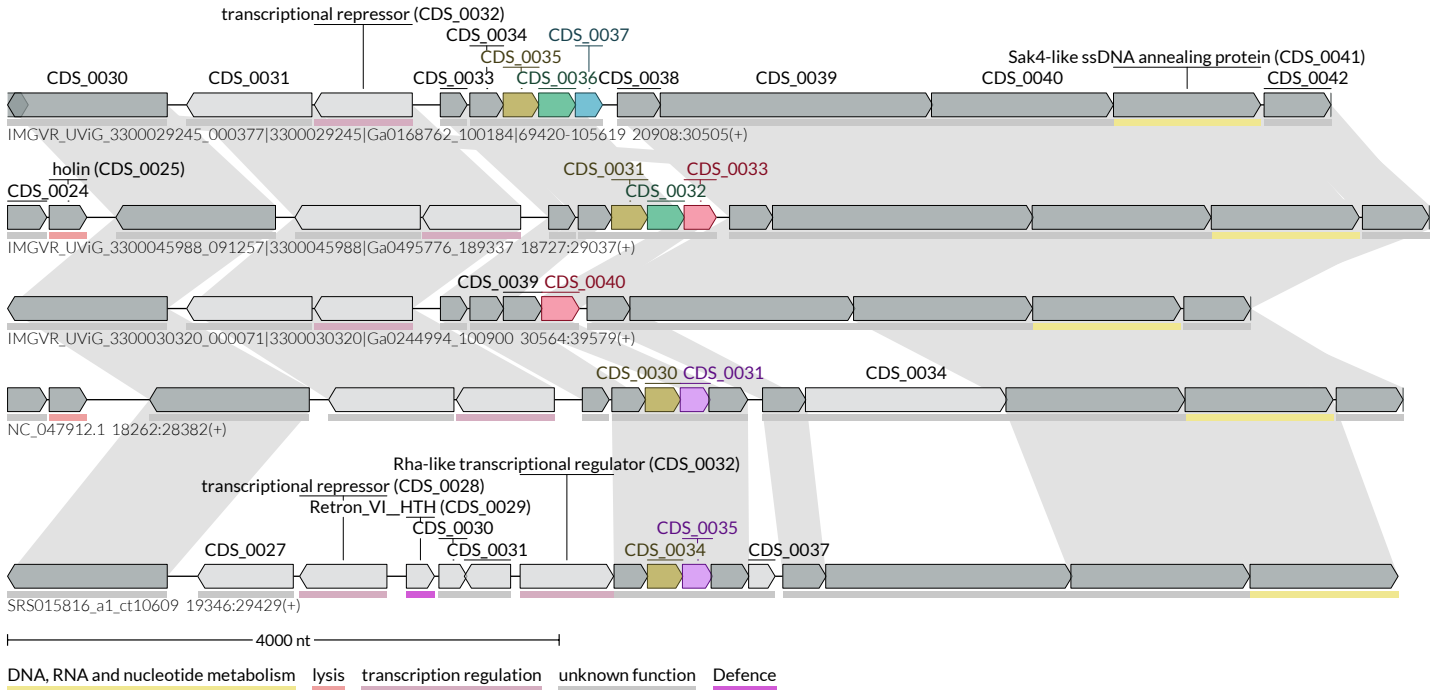 transcriptional repressor (CDS_0032)
CDS_0034 CDS_0037
CDS_0035 Sak4-like ssDNA annealing protein (CDS_0041)
CDS_0030 CDS_0031 CDS_0033 CDS_0036 CDS_0038 CDS_0039 CDS_0040 CDS_0042
IMGVR_UViG_3300029245_000377|3300029245|Ga0168762_100184|69420-105619 20908:30505(+)
holin (CDS_0025) CDS_0031 CDS_0033
CDS_0024 CDS_0032
IMGVR_UViG_3300045988_091257|3300045988|Ga0495776_189337 18727:29037(+)
CDS_0039 CDS_0040
IMGVR_UViG_3300030320_000071|3300030320|Ga0244994_100900 30564:39579(+)
CDS_0030 CDS_0031 CDS_0034
NC_047912.1 18262:28382(+)
Rha-like transcriptional regulator (CDS_0032)
transcriptional repressor (CDS_0028)
Retron_VI__HTH (CDS_0029)
CDS_0030 CDS_0035
CDS_0027 CDS_0031 CDS_0034 CDS_0037
SRS015816_a1_ct10609 19346:29429(+)
4000 nt
DNA, RNA and nucleotide metabolism lysis transcription regulation unknown function Defence